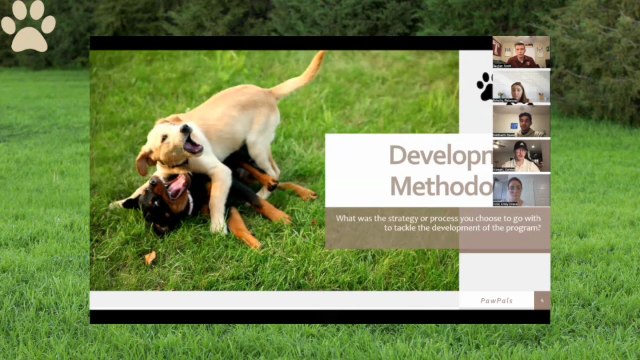 Developm
Methodo
What was the strategy or process you choose to go with
to tackle the development of the program?
PawPals